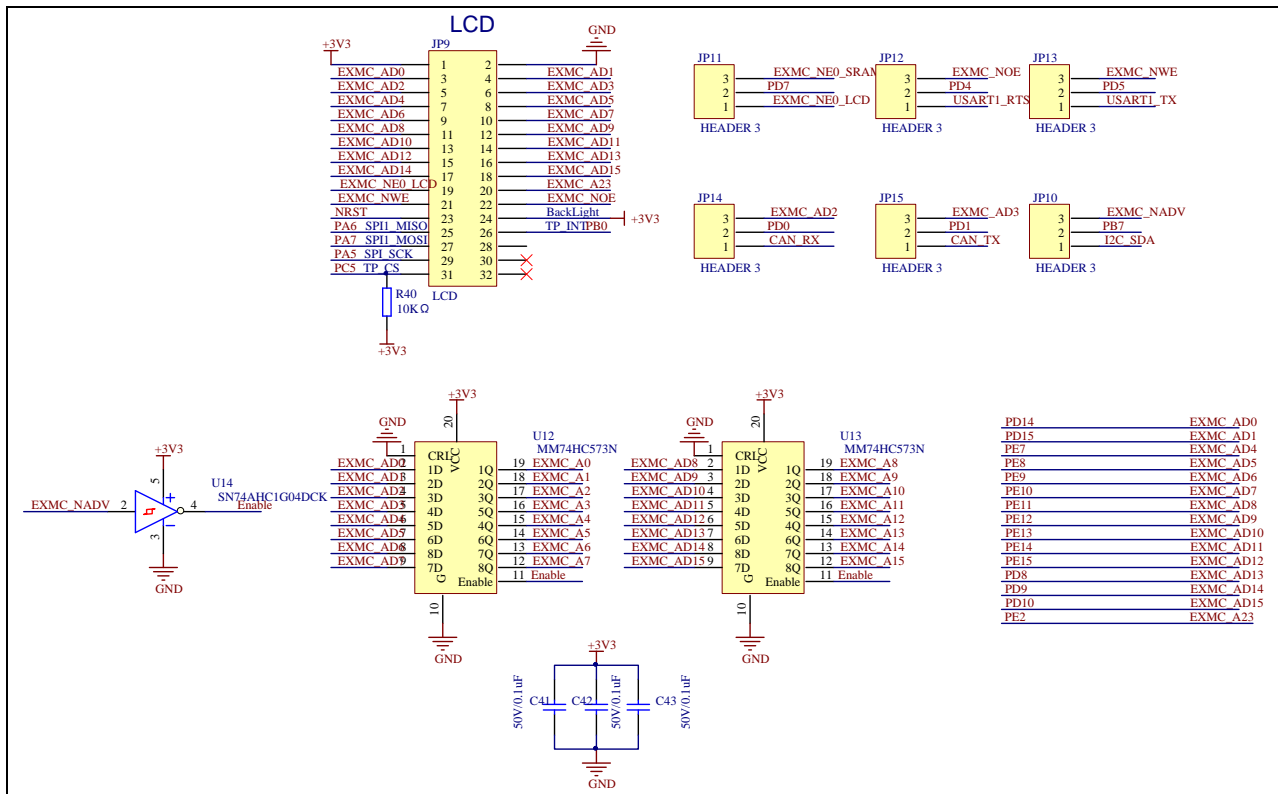 LCD
JP9
+3V3
GND
1 2
EXMC_AD0 3 4 EXMC_AD1
EXMC_AD2 5 6 EXMC_AD3
EXMC_AD4 7 8 EXMC_AD5
EXMC_AD6 9 10 EXMC_AD7
EXMC_AD8 11 12 EXMC_AD9
EXMC_AD10 13 14 EXMC_AD11
EXMC_AD12 15 16 EXMC_AD13
EXMC_AD14 17 18 EXMC_AD15
EXMC_NE0_LCD 19 20 EXMC_A23
EXMC_NWE 21 22 EXMC_NOE
NRST 23 24 BackLight +3V3
PA6 SPI1_MISO 25 26 TP_INT PB0
PA7 SPI1_MOSI 27 28
PA5 SPI_SCK 29 30
PC5 TP_CS 31 32
LCD
R40
10KΩ
+3V3
JP11
3 EXMC_NE0_SRAM
2 PD7
1 EXMC_NE0_LCD
HEADER 3
JP12
3 EXMC_NOE
2 PD4
1 USART1_RTS
HEADER 3
JP13
3 EXMC_NWE
2 PD5
1 USART1_TX
HEADER 3
JP14
3 EXMC_AD2
2 PD0
1 CAN_RX
HEADER 3
JP15
3 EXMC_AD3
2 PD1
1 CAN_TX
HEADER 3
JP10
3 EXMC_NADV
2 PB7
1 I2C_SDA
HEADER 3
+3V3
5
U14
SN74AHC1G04DCK
EXMC_NADV 2 4 Enable
3
GND
+3V3
20
GND
U12
MM74HC573N
1 CRL VCC
EXMC_AD0 2 1D 1Q 19 EXMC_A0
EXMC_AD1 3 2D 2Q 18 EXMC_A1
EXMC_AD2 4 3D 3Q 17 EXMC_A2
EXMC_AD3 5 4D 5Q 16 EXMC_A3
EXMC_AD4 6 5D 4Q 15 EXMC_A4
EXMC_AD5 7 6D 6Q 14 EXMC_A5
EXMC_AD6 8 8D 7Q 13 EXMC_A6
EXMC_AD7 9 7D 8Q 12 EXMC_A7
G Enable 11 Enable
10
GND
+3V3
20
GND
U13
MM74HC573N
1 CRL VCC
EXMC_AD8 2 1D 1Q 19 EXMC_A8
EXMC_AD9 3 2D 2Q 18 EXMC_A9
EXMC_AD10 4 3D 3Q 17 EXMC_A10
EXMC_AD11 5 4D 5Q 16 EXMC_A11
EXMC_AD12 6 5D 4Q 15 EXMC_A12
EXMC_AD13 7 6D 6Q 14 EXMC_A13
EXMC_AD14 8 8D 7Q 13 EXMC_A14
EXMC_AD15 9 7D 8Q 12 EXMC_A15
G Enable 11 Enable
10
GND
PD14 EXMC_AD0
PD15 EXMC_AD1
PE7 EXMC_AD4
PE8 EXMC_AD5
PE9 EXMC_AD6
PE10 EXMC_AD7
PE11 EXMC_AD8
PE12 EXMC_AD9
PE13 EXMC_AD10
PE14 EXMC_AD11
PE15 EXMC_AD12
PD8 EXMC_AD13
PD9 EXMC_AD14
PD10 EXMC_AD15
PE2 EXMC_A23
+3V3
C41 C42 C43
50V/0.1uF 50V/0.1uF 50V/0.1uF
GND